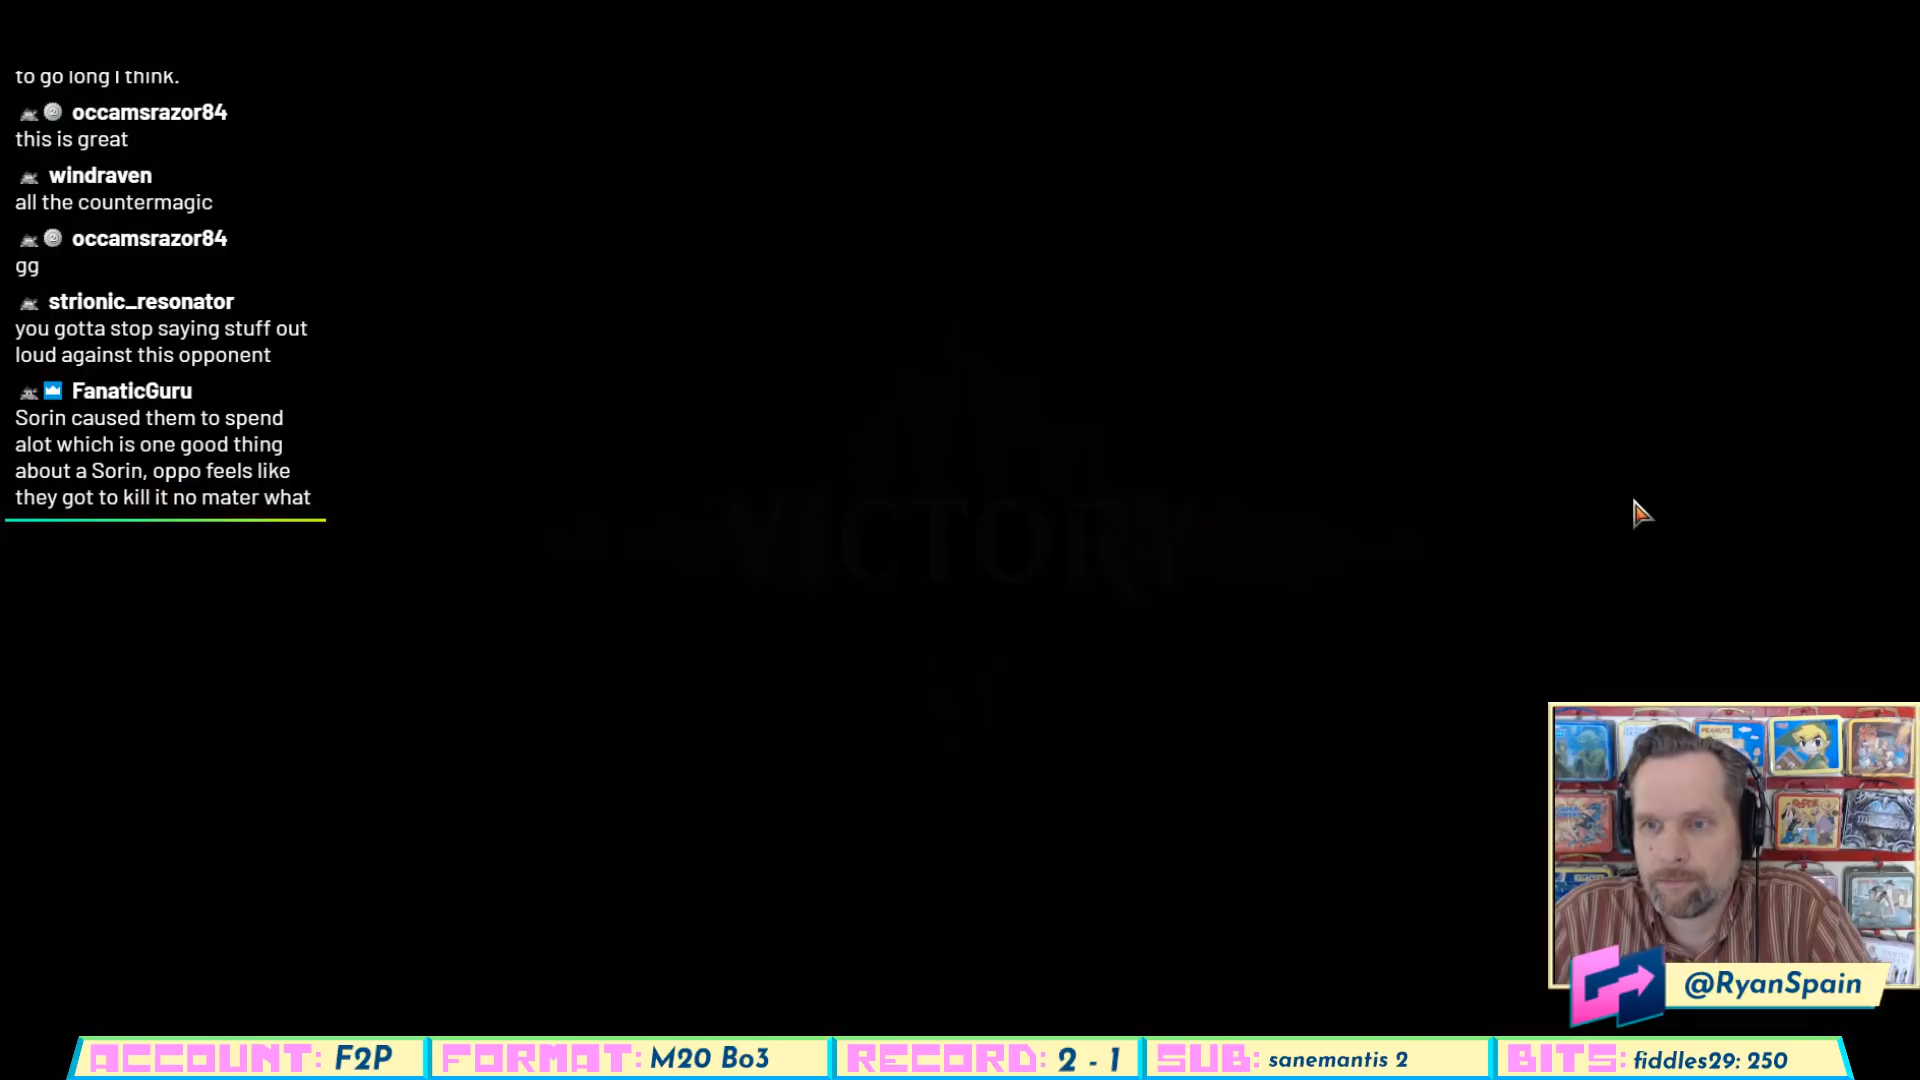 to go long I think.
occamsrazor84
this is great
windraven
all the countermagic
occamsrazor84
gg
strionic_resonator
you gotta stop saying stuff out
loud against this opponent
FanaticGuru
Sorin caused them to spend
alot which is one good thing
about a Sorin, oppo feels like
they got to kill it no mater what
VICTORY
PEANUTS
@RyanSpain
ACCOUNT: F2P
FORMAT: M20 Bo3
RECORD: 2 - 1
SUB: sanemantis 2
BITS: fiddles29: 250